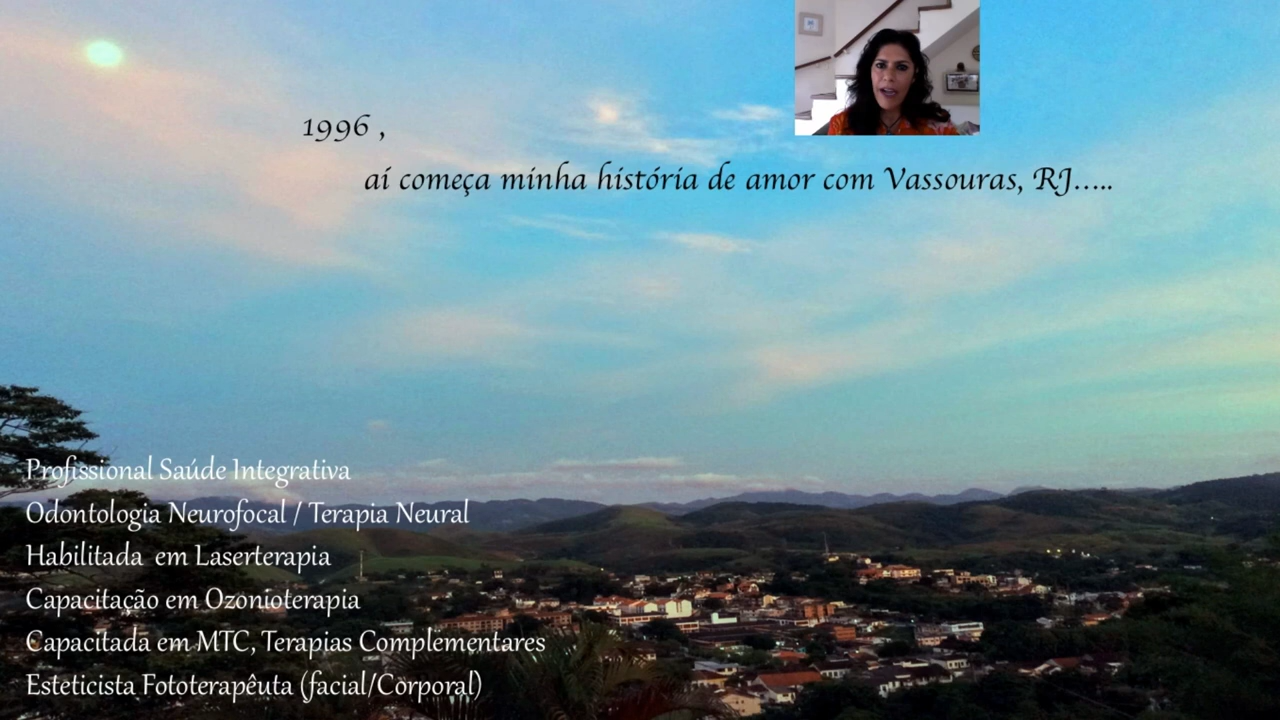 1996 ,
aí começa minha história de amor com Vassouras, RJ.....
Profissional Saúde Integrativa
Odontologia Neurofocal / Terapia Neural
Habilitada em Laserterapia
Capacitação em Ozonioterapia
Capacitada em MTC, Terapias Complementares
Esteticista Fototerapêuta (facial/Corporal)